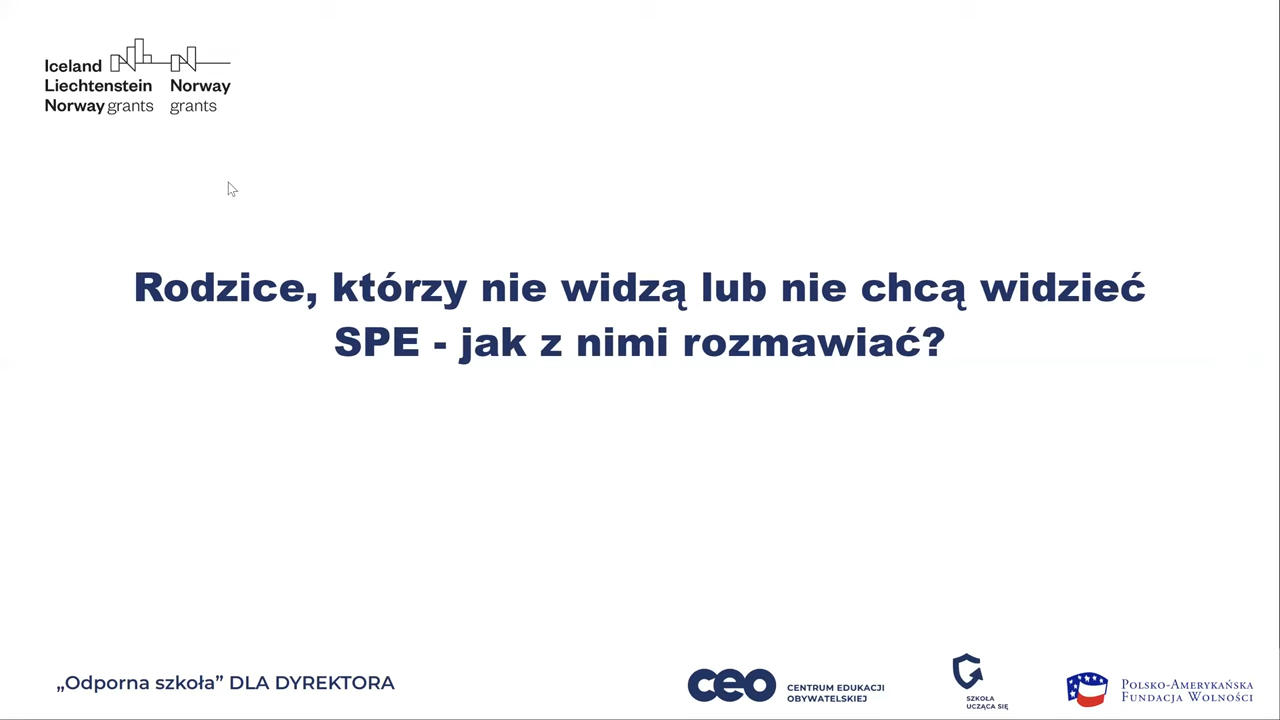 Iceland
Liechtenstein
Norway grants
Norway
grants
Rodzice, którzy nie widzą lub nie chcą widzieć
SPE - jak z nimi rozmawiać?
„Odporna szkoła” DLA DYREKTORA
ceo
CENTRUM EDUKACJI
OBYWATELSKIEJ
SZKOŁA
UCZĄCA SIĘ
POLSKO-AMERYKAŃSKA
FUNDACJA WOLNOŚCI